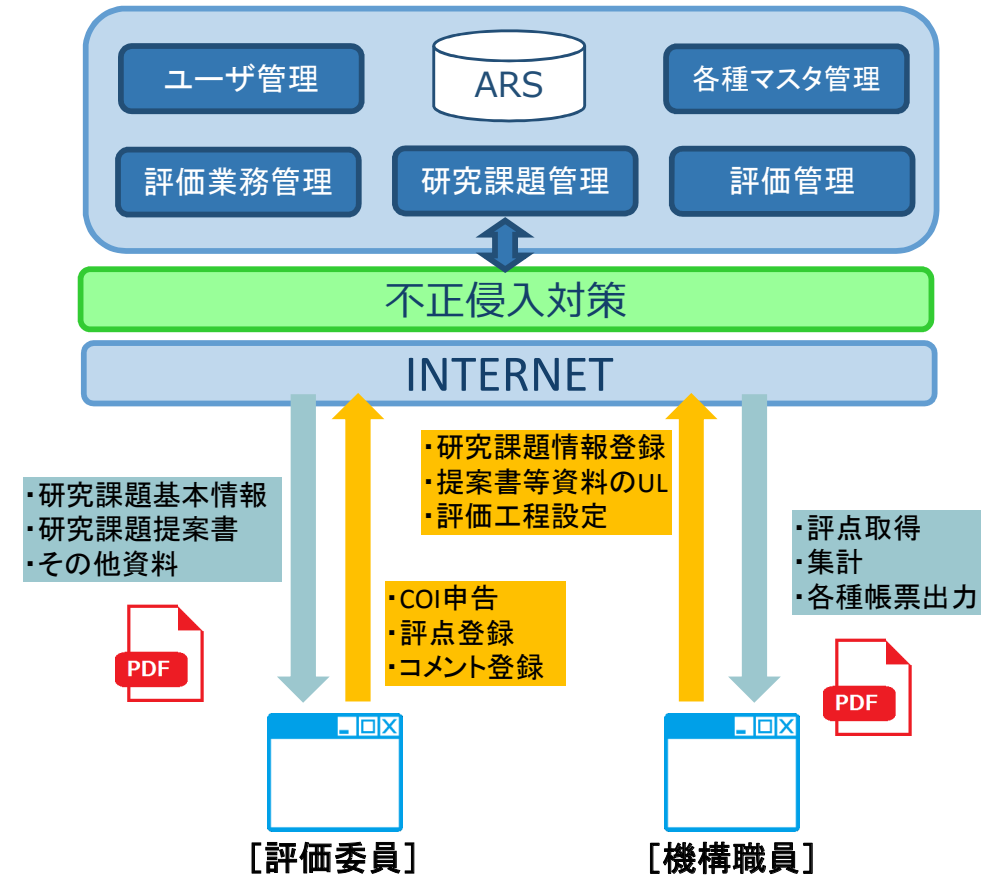 ユーザ管理
ARS
各種マスタ管理
評価業務管理
研究課題管理
評価管理
不正侵入対策
INTERNET
・研究課題基本情報
・研究課題提案書
・その他資料
PDF
・COI申告
・評点登録
・コメント登録
・研究課題情報登録
・提案書等資料のUL
・評価工程設定
・評点取得
・集計
・各種帳票出力
PDF
[評価委員]
[機構職員]